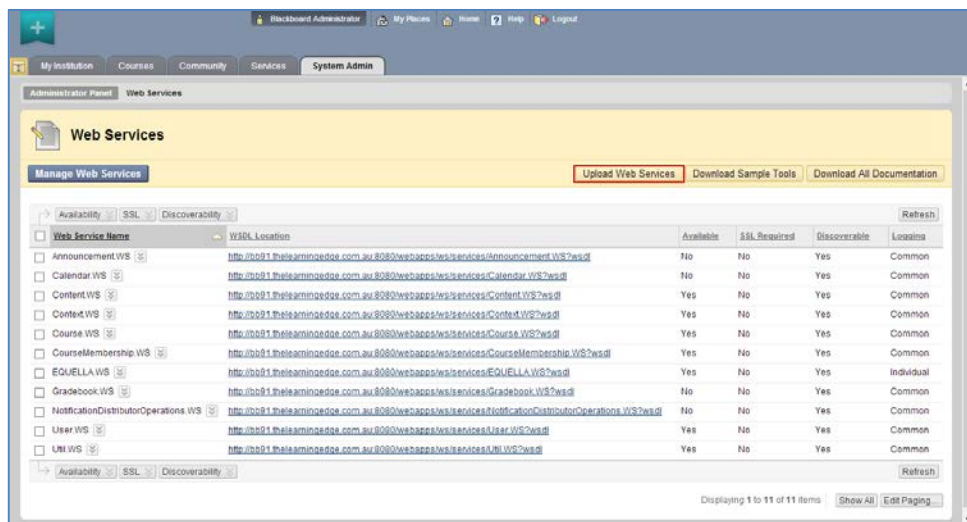 Blackboard Administrator My Places Home Help Logout
My Institution Courses Community Services System Admin
Administrator Panel Web Services
Web Services
Manage Web Services Upload Web Services Download Sample Tools Download All Documentation
Availability SSL Discoverability Refresh
Web Service Name WSDL Location Available SSL Required Discoverable Logging
Announcement.WS http://bb91.thelearningedge.com.au:8080/webapps/ws/services/Announcement.WS?wsdl No No Yes Common
Calendar.WS http://bb91.thelearningedge.com.au:8080/webapps/ws/services/Calendar.WS?wsdl No No Yes Common
Content.WS http://bb91.thelearningedge.com.au:8080/webapps/ws/services/Content.WS?wsdl Yes No Yes Common
Context.WS http://bb91.thelearningedge.com.au:8080/webapps/ws/services/Context.WS?wsdl Yes No Yes Common
Course.WS http://bb91.thelearningedge.com.au:8080/webapps/ws/services/Course.WS?wsdl Yes No Yes Common
CourseMembership.WS http://bb91.thelearningedge.com.au:8080/webapps/ws/services/CourseMembership.WS?wsdl Yes No Yes Common
EQUELLA.WS http://bb91.thelearningedge.com.au:8080/webapps/ws/services/EQUELLA.WS?wsdl Yes No Yes Individual
Gradebook.WS http://bb91.thelearningedge.com.au:8080/webapps/ws/services/Gradebook.WS?wsdl No No Yes Common
NotificationDistributorOperations.WS http://bb91.thelearningedge.com.au:8080/webapps/ws/services/NotificationDistributorOperations.WS?wsdl No No Yes Common
User.WS http://bb91.thelearningedge.com.au:8080/webapps/ws/services/User.WS?wsdl Yes No Yes Common
Util.WS http://bb91.thelearningedge.com.au:8080/webapps/ws/services/Util.WS?wsdl Yes No Yes Common
Availability SSL Discoverability Refresh
Displaying 1 to 11 of 11 items Show All Edit Paging...